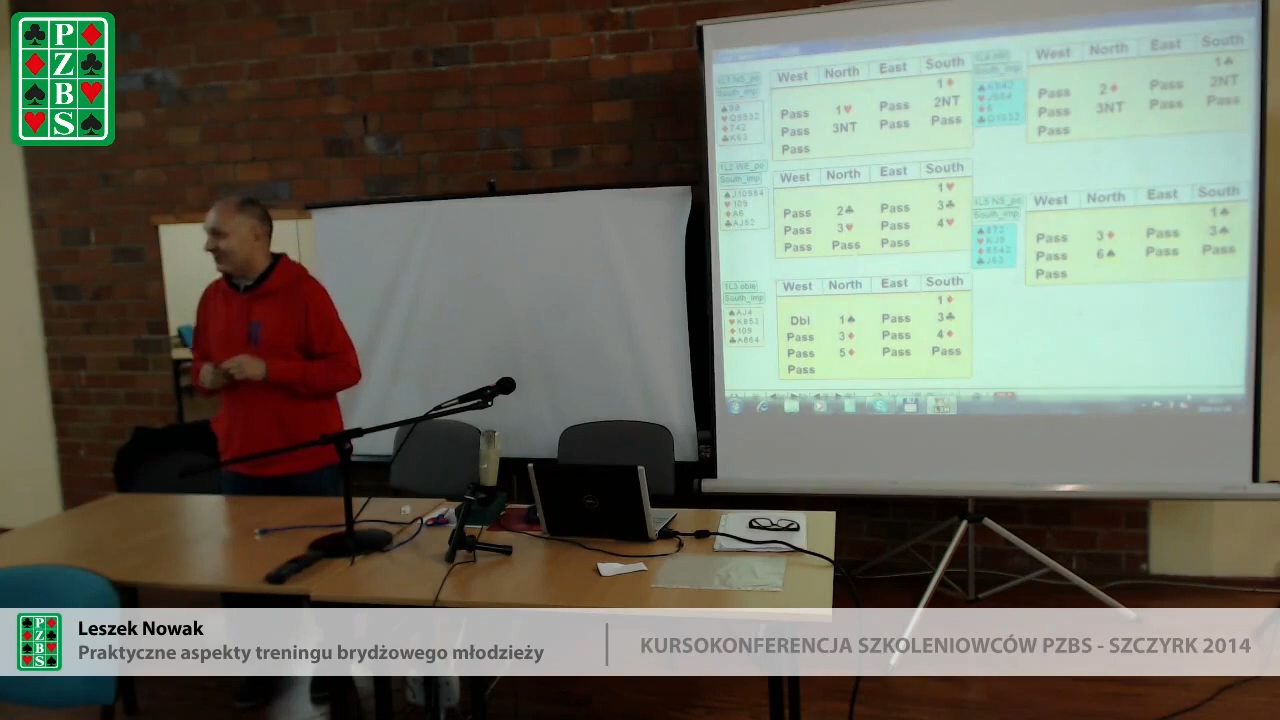 P
Z
B
S
West North East South
1♦
Pass 1♥ Pass 2NT
Pass 3NT Pass Pass
Pass
West North East South
1♥
Pass 2♣ Pass 3♣
Pass 3♥ Pass 4♥
Pass Pass Pass
West North East South
1♦
Dbl 1♠ Pass 3♣
Pass 3♦ Pass 4♦
Pass 5♦ Pass Pass
Pass
West North East South
1♣
Pass 2♦ Pass 2NT
Pass 3NT Pass Pass
Pass
West North East South
Pass 3♦ Pass
Pass 6♠ Pass Pass
Pass
P
Z
B
S
Leszek Nowak
Praktyczne aspekty treningu brydżowego młodzieży
KURSOKONFERENCJA SZKOLENIOWCÓW PZBS - SZCZYRK 2014